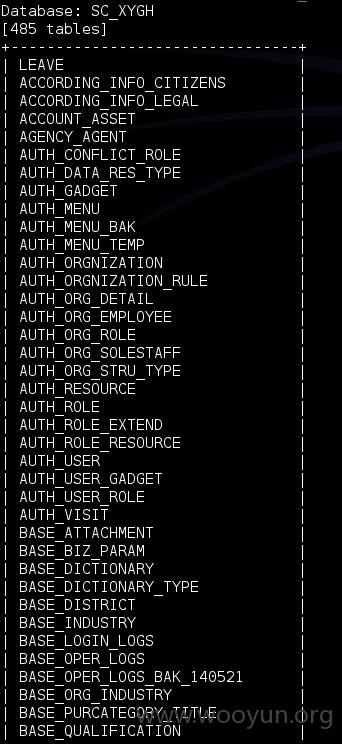 Database: SC_XYGH
[485 tables]
+-------------------------------+
| LEAVE |
| ACCORDING_INFO_CITIZENS |
| ACCORDING_INFO_LEGAL |
| ACCOUNT_ASSET |
| AGENCY_AGENT |
| AUTH_CONFLICT_ROLE |
| AUTH_DATA_RES_TYPE |
| AUTH_GADGET |
| AUTH_MENU |
| AUTH_MENU_BAK |
| AUTH_MENU_TEMP |
| AUTH_ORGNIZATION |
| AUTH_ORGNIZATION_RULE |
| AUTH_ORG_DETAIL |
| AUTH_ORG_EMPLOYEE |
| AUTH_ORG_ROLE |
| AUTH_ORG_SOLESTAFF |
| AUTH_ORG_STRU_TYPE |
| AUTH_RESOURCE |
| AUTH_ROLE |
| AUTH_ROLE_EXTEND |
| AUTH_ROLE_RESOURCE |
| AUTH_USER |
| AUTH_USER_GADGET |
| AUTH_USER_ROLE |
| AUTH_VISIT |
| BASE_ATTACHMENT |
| BASE_BIZ_PARAM |
| BASE_DICTIONARY |
| BASE_DICTIONARY_TYPE |
| BASE_DISTRICT |
| BASE_INDUSTRY |
| BASE_LOGIN_LOGS |
| BASE_OPER_LOGS |
| BASE_OPER_LOGS_BAK_140521 |
| BASE_ORG_INDUSTRY |
| BASE_PURCATEGORY_TITLE |
| BASE_QUALIFICATION |
www.wooyun.org